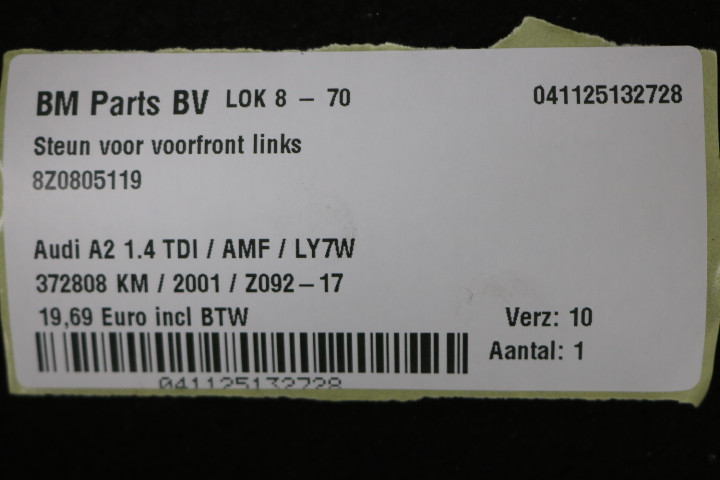 BM Parts BV LOK 8 – 70 041125132728
Steun voor voorfront links
8Z0805119
Audi A2 1.4 TDI / AMF / LY7W
372808 KM / 2001 / Z092–17
19,69 Euro incl BTW Verz: 10
Aantal: 1
041125132728